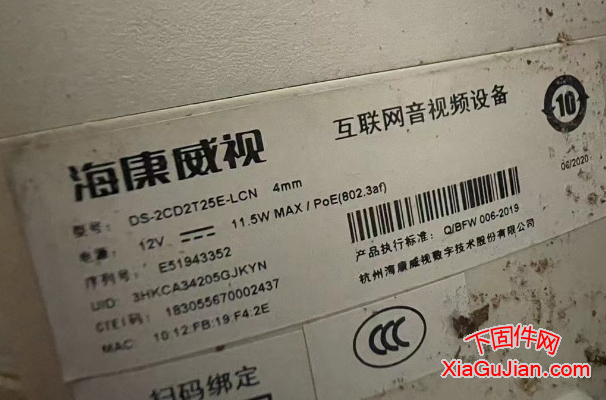 海康威视
互联网音视频设备
10
06/2020
型号: DS-2CD2T25E-LCN 4mm
电源: 12V 11.5W MAX / PoE(802.3af)
序列号: E51943352
UID: 3HKCA34205GJKYN
CTEI码: 183055670002437
MAC: 10:12:FB:19:F4:2E
产品执行标准: Q/BFW 006-2019
杭州海康威视数字技术股份有限公司
扫码绑定
CCC
下固件网
XiaGuJian.com